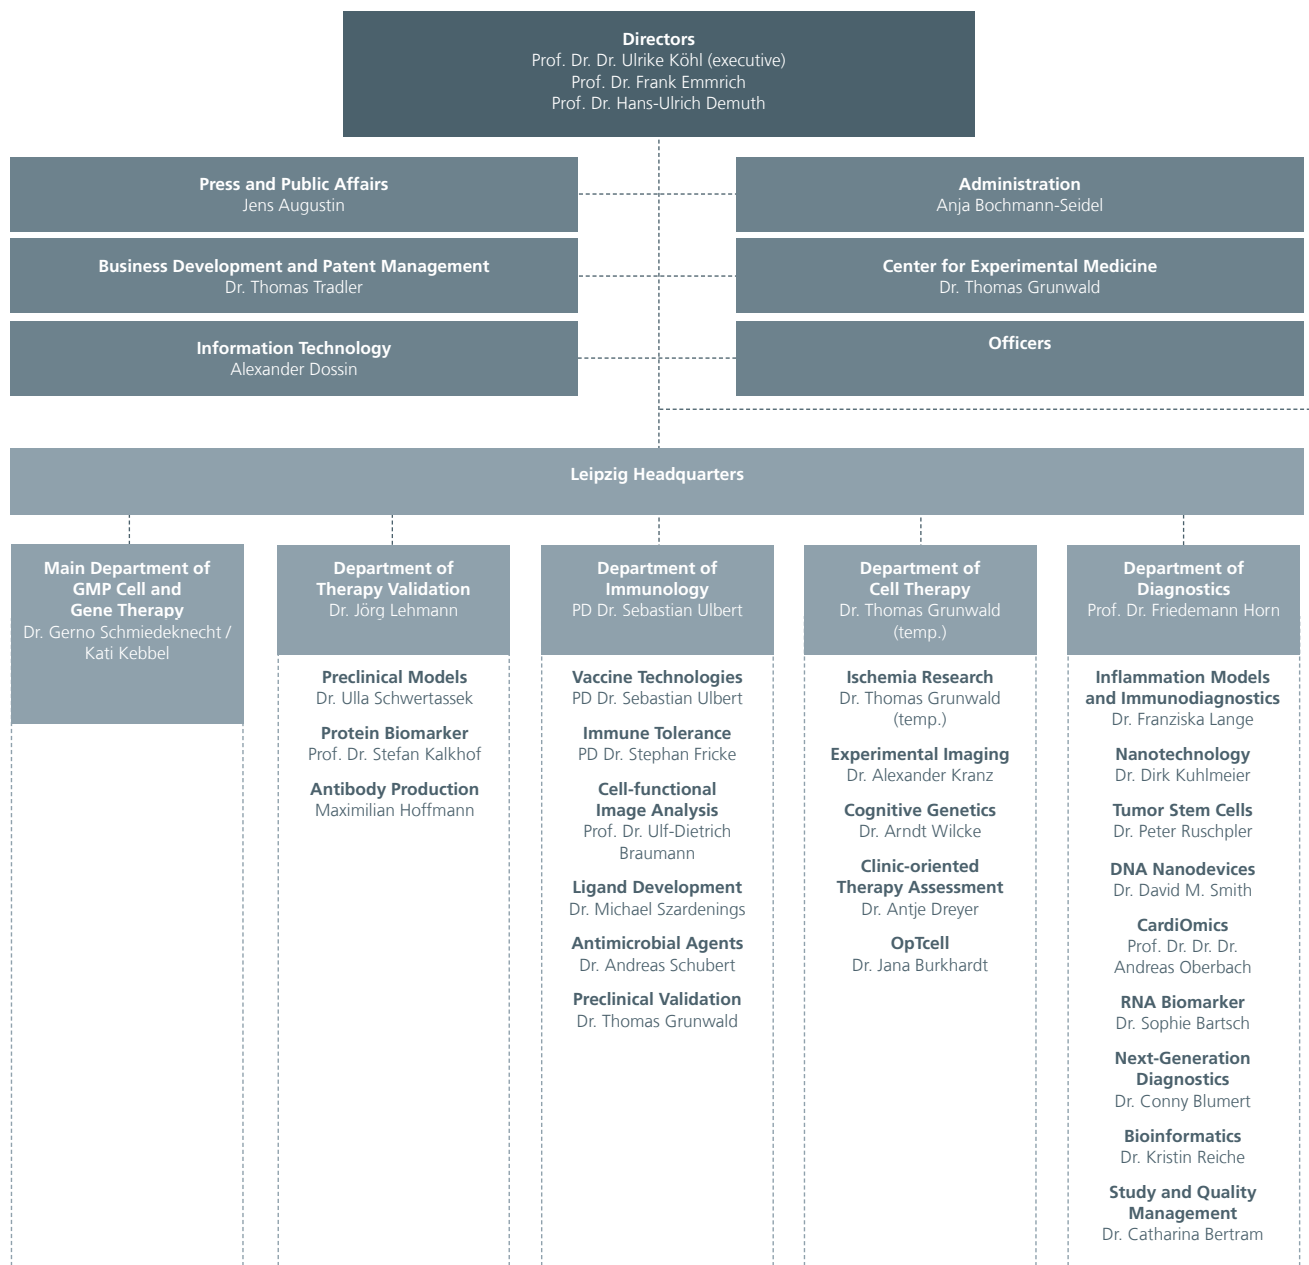 Directors
Prof. Dr. Dr. Ulrike Köhl (executive)
Prof. Dr. Frank Emmrich
Prof. Dr. Hans-Ulrich Demuth
Press and Public Affairs
Jens Augustin
Administration
Anja Bochmann-Seidel
Business Development and Patent Management
Dr. Thomas Tradler
Center for Experimental Medicine
Dr. Thomas Grunwald
Information Technology
Alexander Dossin
Officers
Leipzig Headquarters
Main Department of
GMP Cell and
Gene Therapy
Dr. Gerno Schmiedeknecht /
Kati Kebbel
Department of
Therapy Validation
Dr. Jörg Lehmann
Preclinical Models
Dr. Ulla Schwertassek
Protein Biomarker
Prof. Dr. Stefan Kalkhof
Antibody Production
Maximilian Hoffmann
Department of
Immunology
PD Dr. Sebastian Ulbert
Vaccine Technologies
PD Dr. Sebastian Ulbert
Immune Tolerance
PD Dr. Stephan Fricke
Cell-functional
Image Analysis
Prof. Dr. Ulf-Dietrich
Braumann
Ligand Development
Dr. Michael Szardenings
Antimicrobial Agents
Dr. Andreas Schubert
Preclinical Validation
Dr. Thomas Grunwald
Department of
Cell Therapy
Dr. Thomas Grunwald
(temp.)
Ischemia Research
Dr. Thomas Grunwald
(temp.)
Experimental Imaging
Dr. Alexander Kranz
Cognitive Genetics
Dr. Arndt Wilcke
Clinic-oriented
Therapy Assessment
Dr. Antje Dreyer
OpTcell
Dr. Jana Burkhardt
Department of
Diagnostics
Prof. Dr. Friedemann Horn
Inflammation Models
and Immunodiagnostics
Dr. Franziska Lange
Nanotechnology
Dr. Dirk Kuhlmeier
Tumor Stem Cells
Dr. Peter Ruschpler
DNA Nanodevices
Dr. David M. Smith
CardiOmics
Prof. Dr. Dr. Dr.
Andreas Oberbach
RNA Biomarker
Dr. Sophie Bartsch
Next-Generation
Diagnostics
Dr. Conny Blumert
Bioinformatics
Dr. Kristin Reiche
Study and Quality
Management
Dr. Catharina Bertram